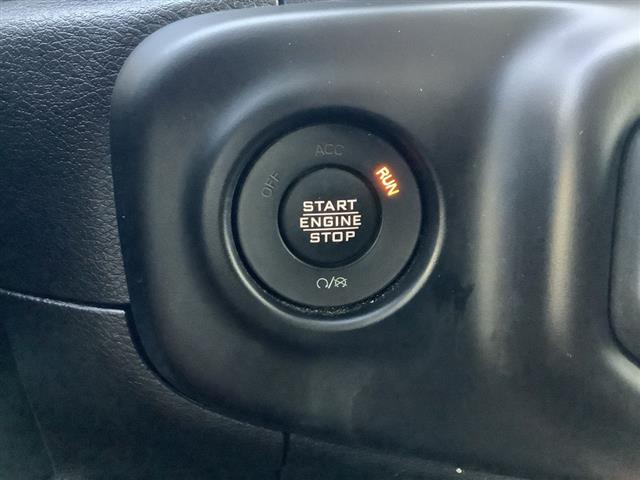 ACC
OFF
RUN
START
ENGINE
STOP